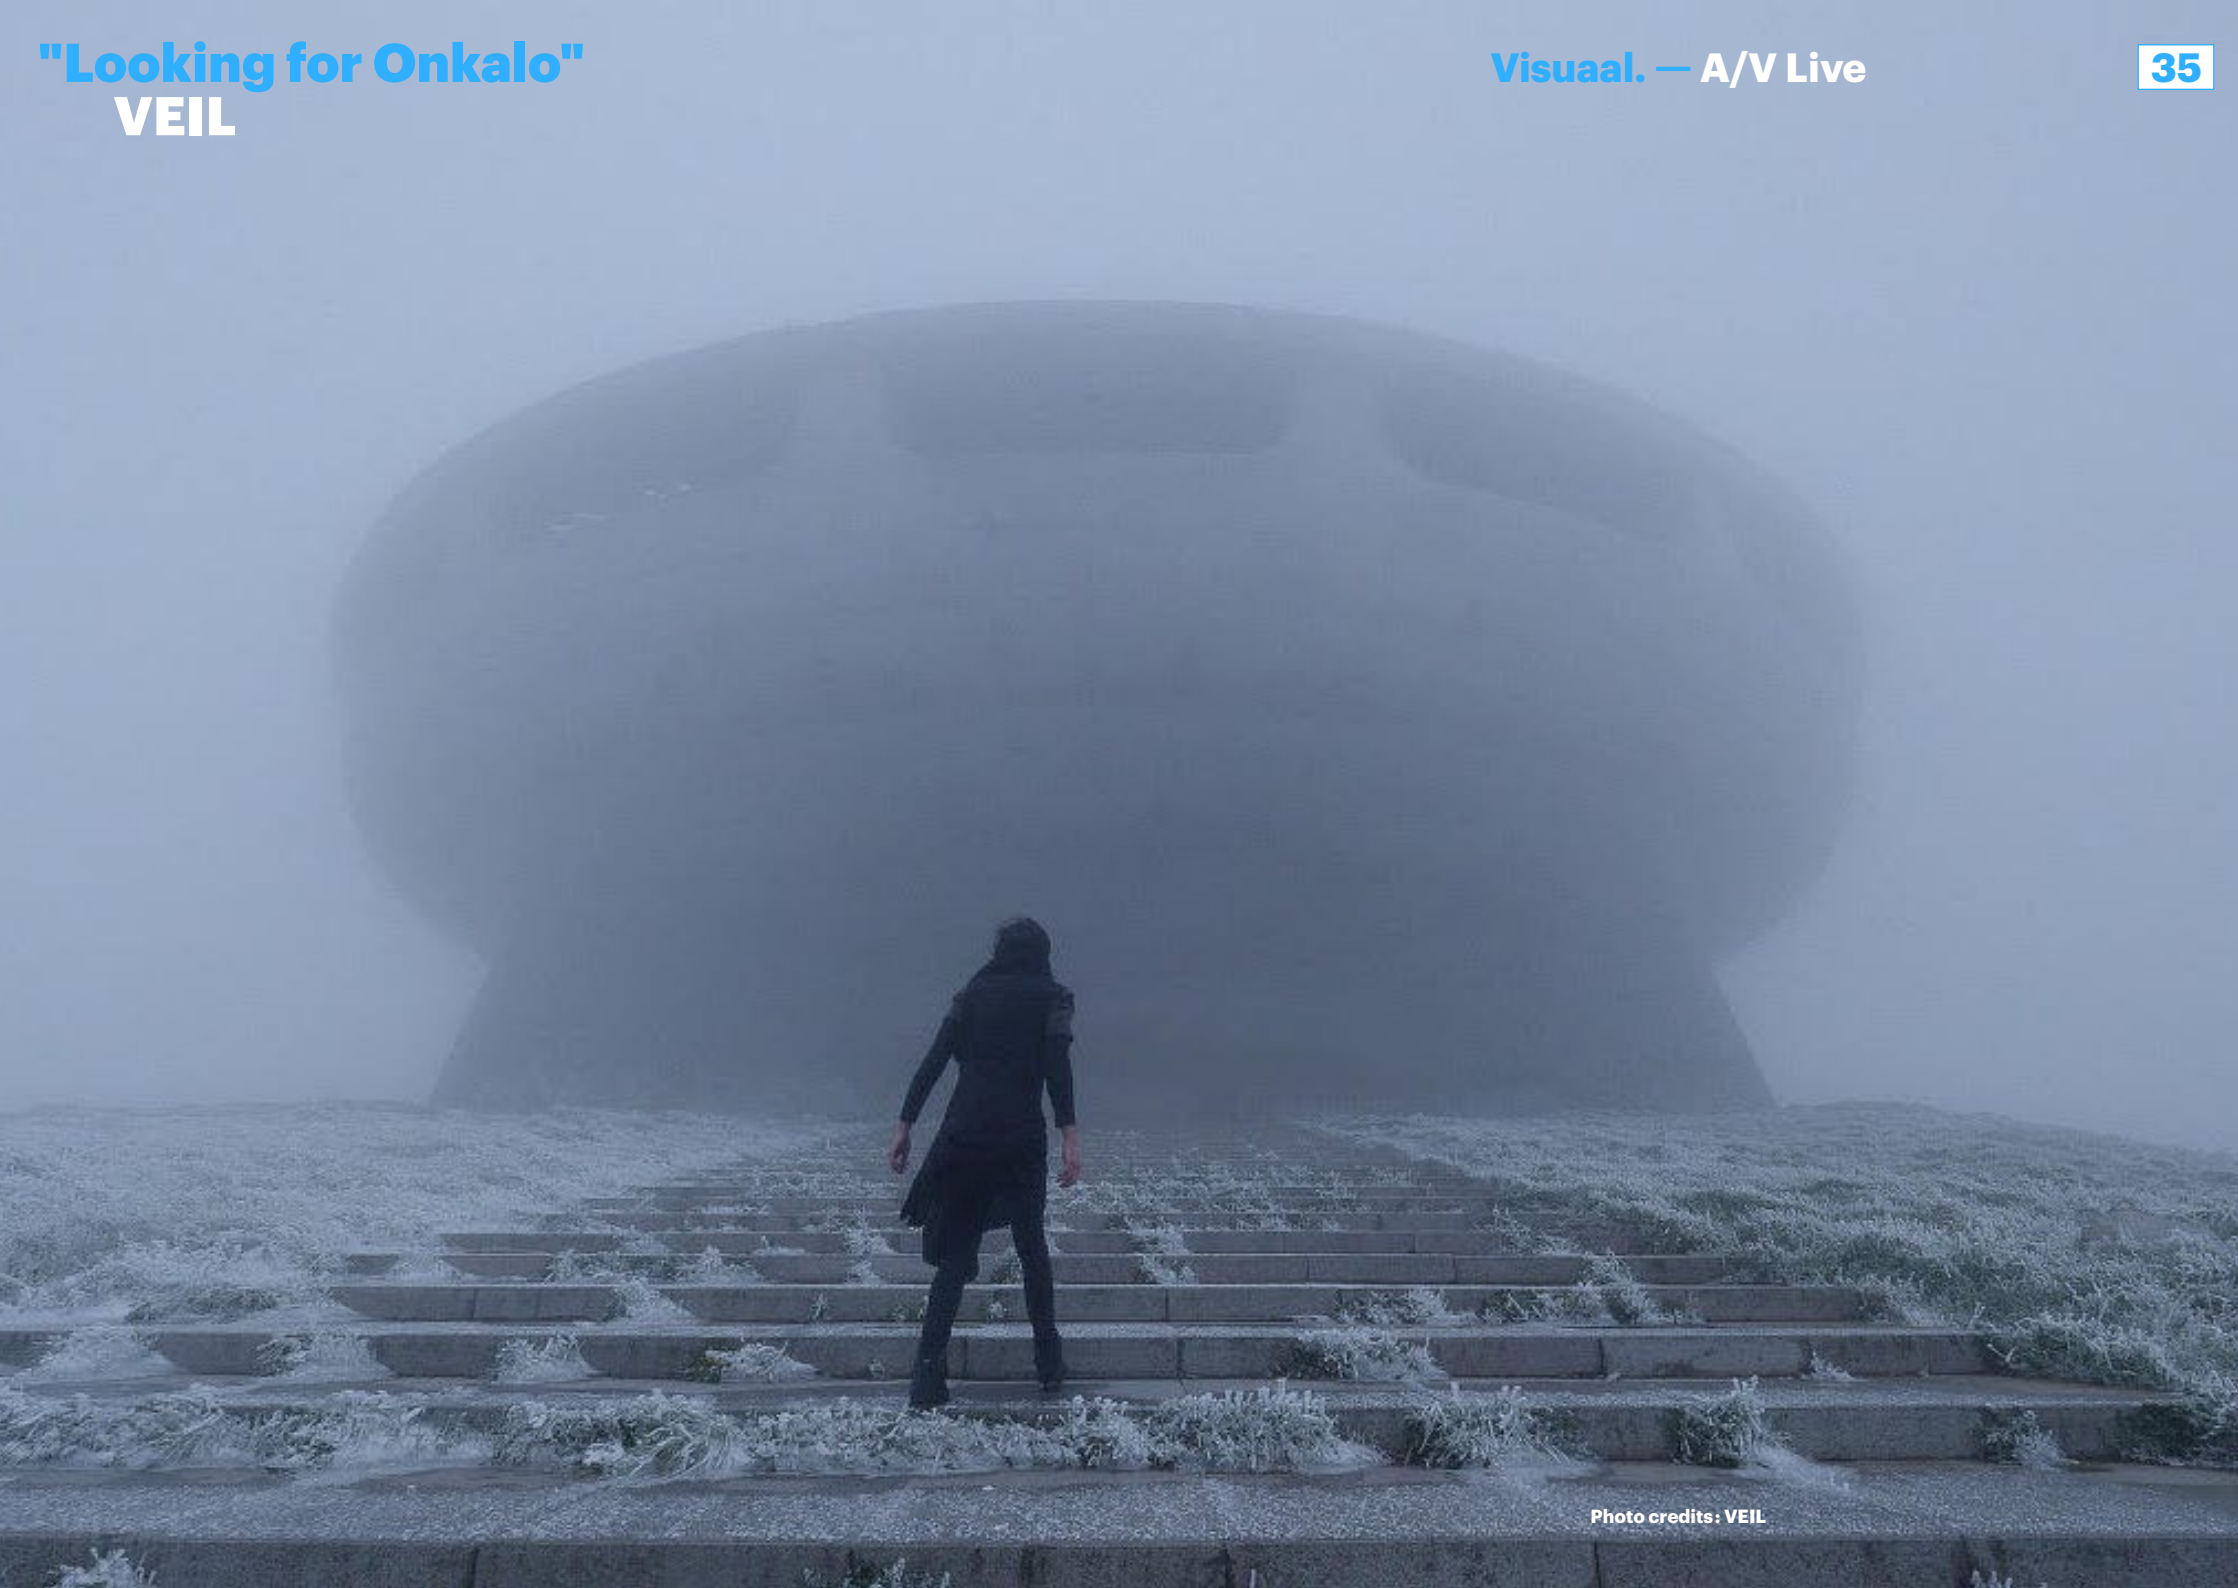 "Looking for Onkalo"
VEIL
Visuaal. — A/V Live
35
Photo credits: VEIL